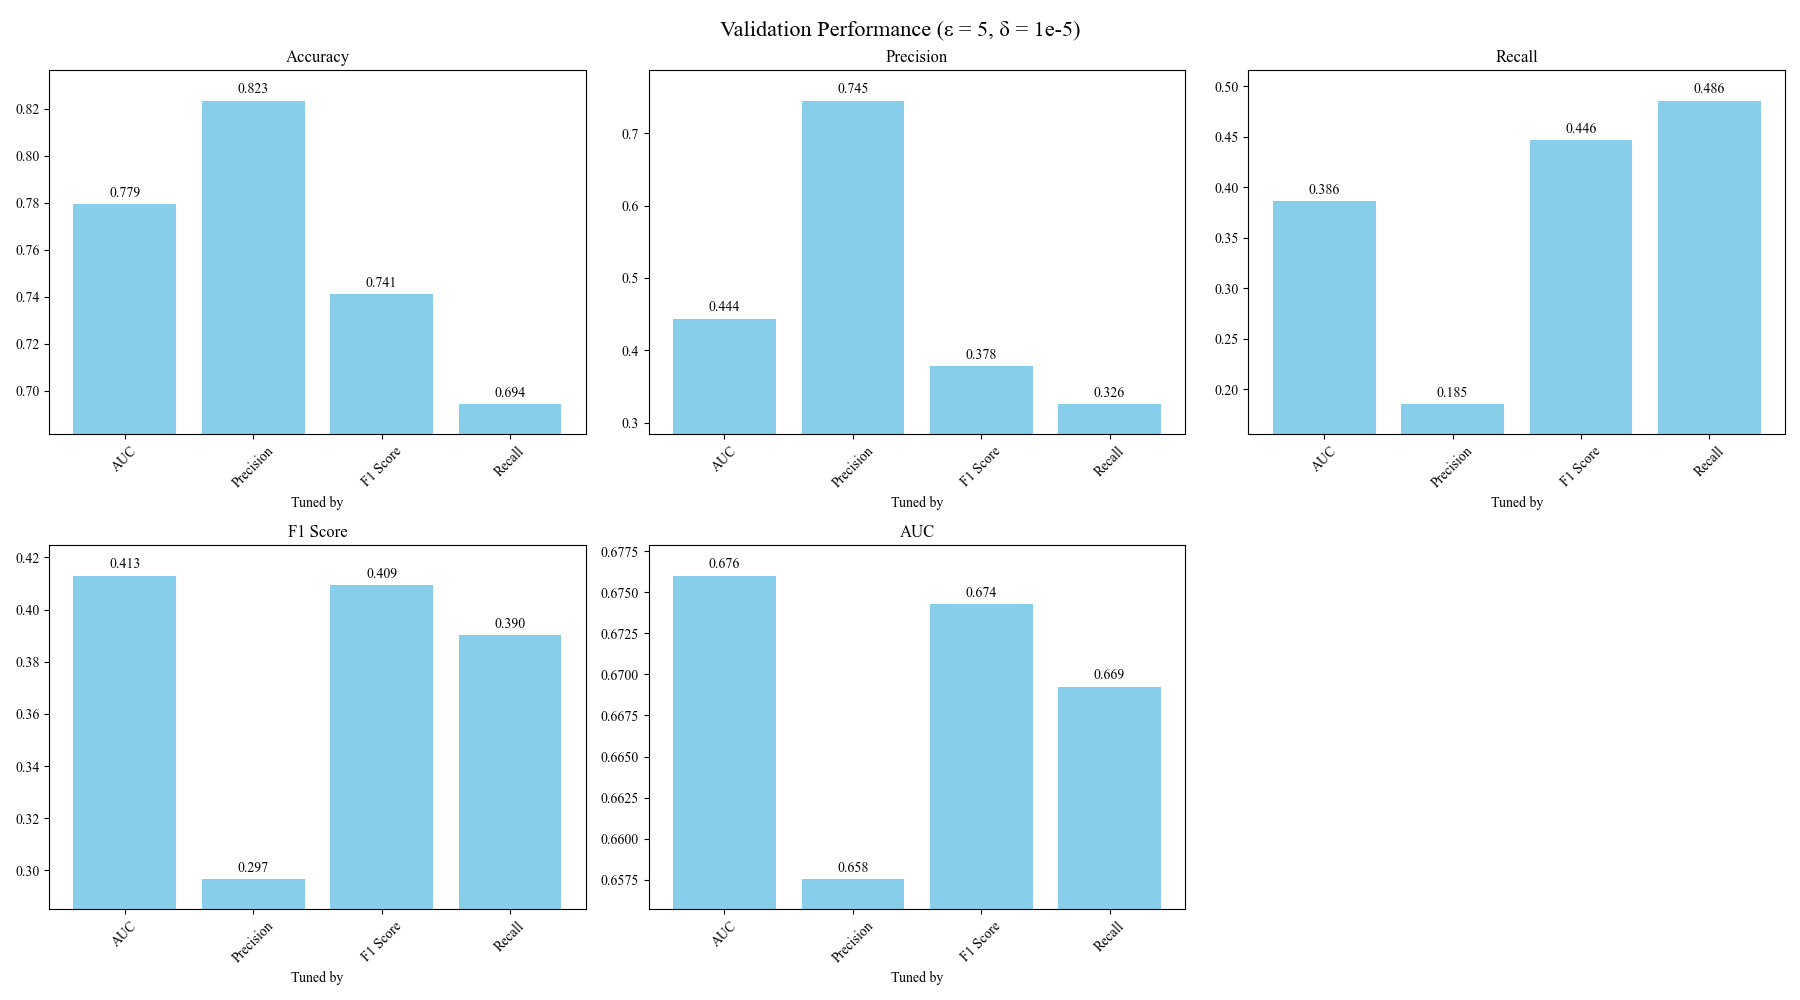 Validation Performance (ε = 5, δ = 1e-5)
Accuracy
0.82
0.80
0.78
0.76
0.74
0.72
0.70
0.779
0.823
0.741
0.694
AUC
Precision
F1 Score
Recall
Tuned by
Precision
0.7
0.6
0.5
0.4
0.3
0.444
0.745
0.378
0.326
AUC
Precision
F1 Score
Recall
Tuned by
Recall
0.50
0.45
0.40
0.35
0.30
0.25
0.20
0.386
0.185
0.446
0.486
AUC
Precision
F1 Score
Recall
Tuned by
F1 Score
0.42
0.40
0.38
0.36
0.34
0.32
0.30
0.413
0.297
0.409
0.390
AUC
Precision
F1 Score
Recall
Tuned by
AUC
0.6775
0.6750
0.6725
0.6700
0.6675
0.6650
0.6625
0.6600
0.6575
0.676
0.658
0.674
0.669
AUC
Precision
F1 Score
Recall
Tuned by